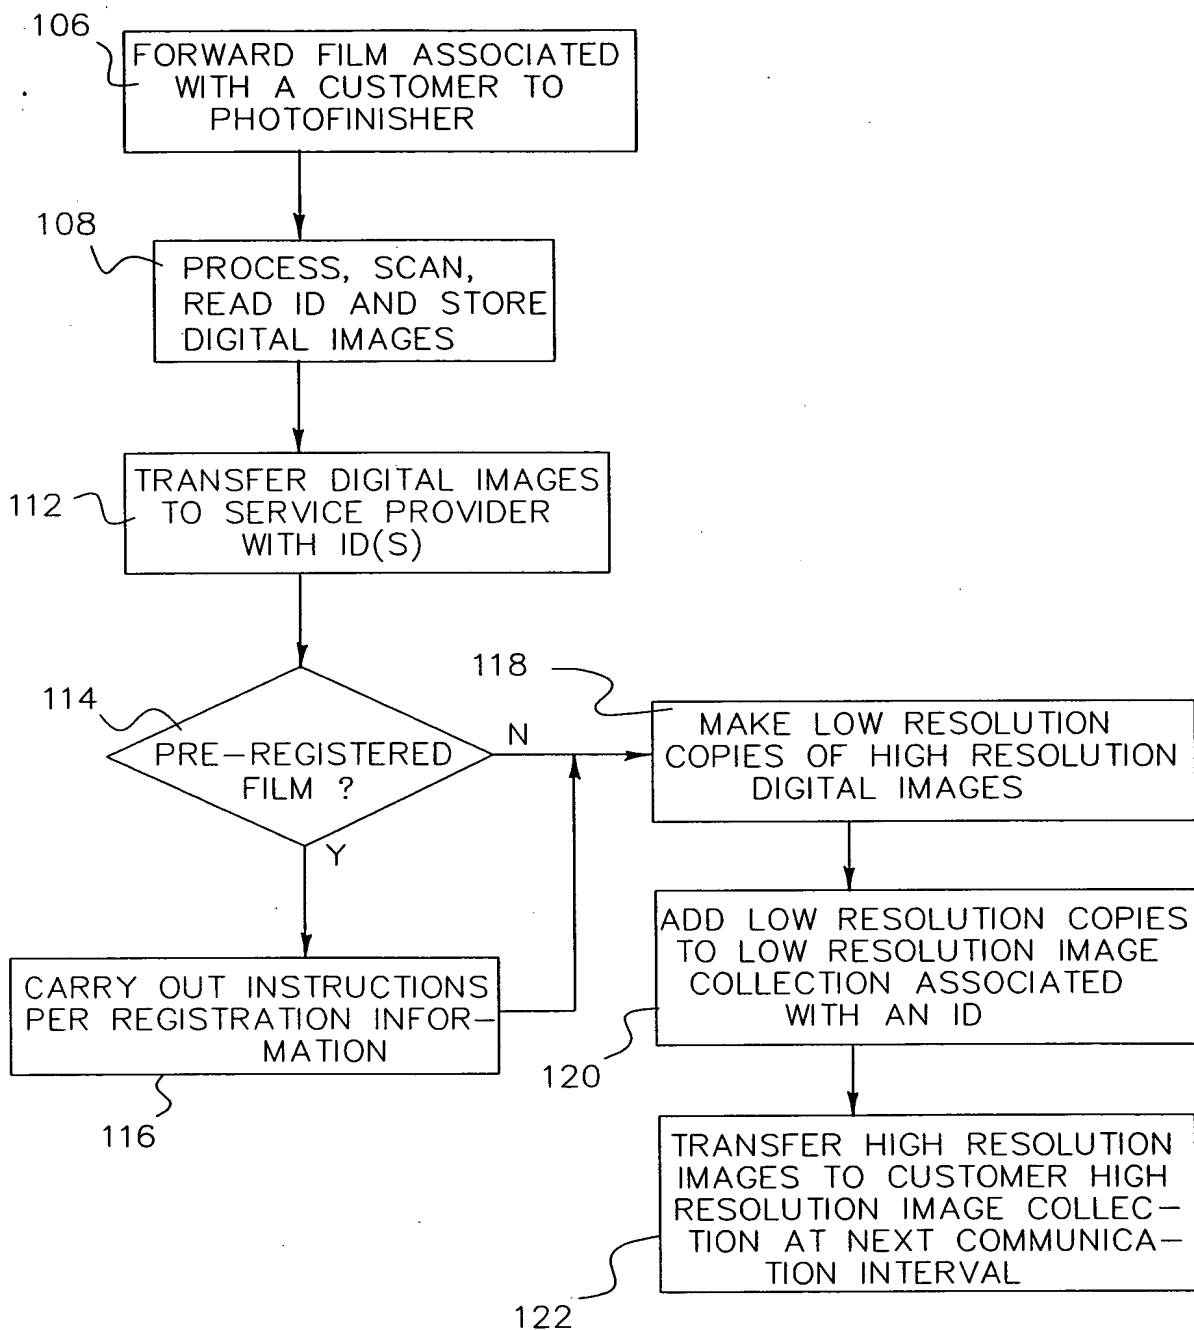 106
FORWARD FILM ASSOCIATED
WITH A CUSTOMER TO
PHOTOFINISHER
108
PROCESS, SCAN,
READ ID AND STORE
DIGITAL IMAGES
112
TRANSFER DIGITAL IMAGES
TO SERVICE PROVIDER
WITH ID(S)
114
PRE-REGISTERED
FILM ?
N
Y
CARRY OUT INSTRUCTIONS
PER REGISTRATION INFOR-
MATION
116
118
MAKE LOW RESOLUTION
COPIES OF HIGH RESOLUTION
DIGITAL IMAGES
ADD LOW RESOLUTION COPIES
TO LOW RESOLUTION IMAGE
COLLECTION ASSOCIATED
WITH AN ID
120
TRANSFER HIGH RESOLUTION
IMAGES TO CUSTOMER HIGH
RESOLUTION IMAGE COLLEC-
TION AT NEXT COMMUNICA-
TION INTERVAL
122